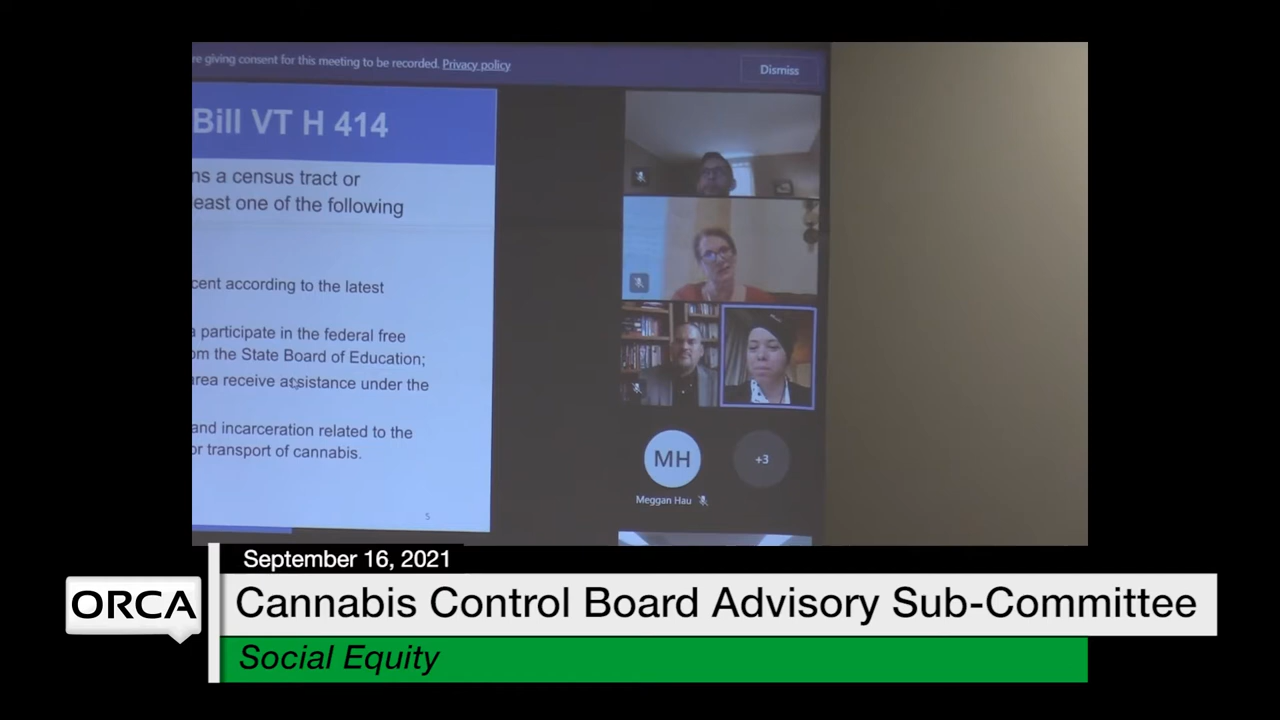 re giving consent for this meeting to be recorded. Privacy policy
Dismiss
Bill VT H 414
ns a census tract or
east one of the following
cent according to the latest
a participate in the federal free
om the State Board of Education;
area receive assistance under the
and incarceration related to the
or transport of cannabis.
5
MH
+3
Meggan Hau
September 16, 2021
ORCA
Cannabis Control Board Advisory Sub-Committee
Social Equity